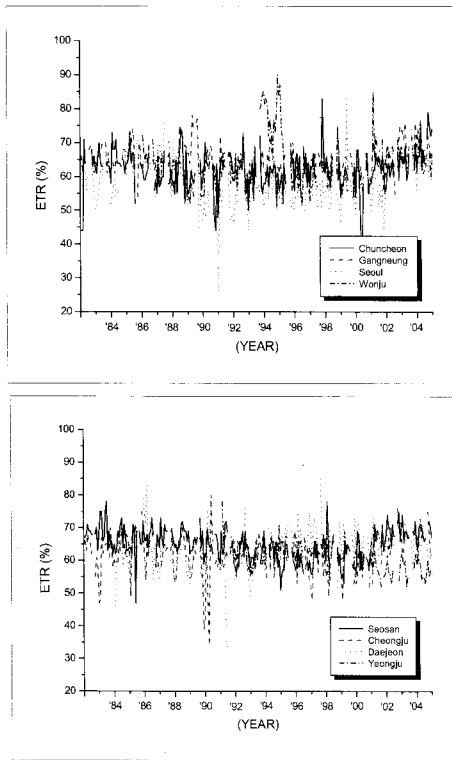 100
90
80
70
60
50
40
30
20
ETR (%)
Chuncheon
Gangneung
Seoul
Wonju
'84 '86 '88 '90 '92 '94 '96 '98 '00 '02 '04
(YEAR)
100
90
80
70
60
50
40
30
20
ETR (%)
Seosan
Cheongju
Daejeon
Yeongju
'84 '86 '88 '90 '92 '94 '96 '98 '00 '02 '04
(YEAR)